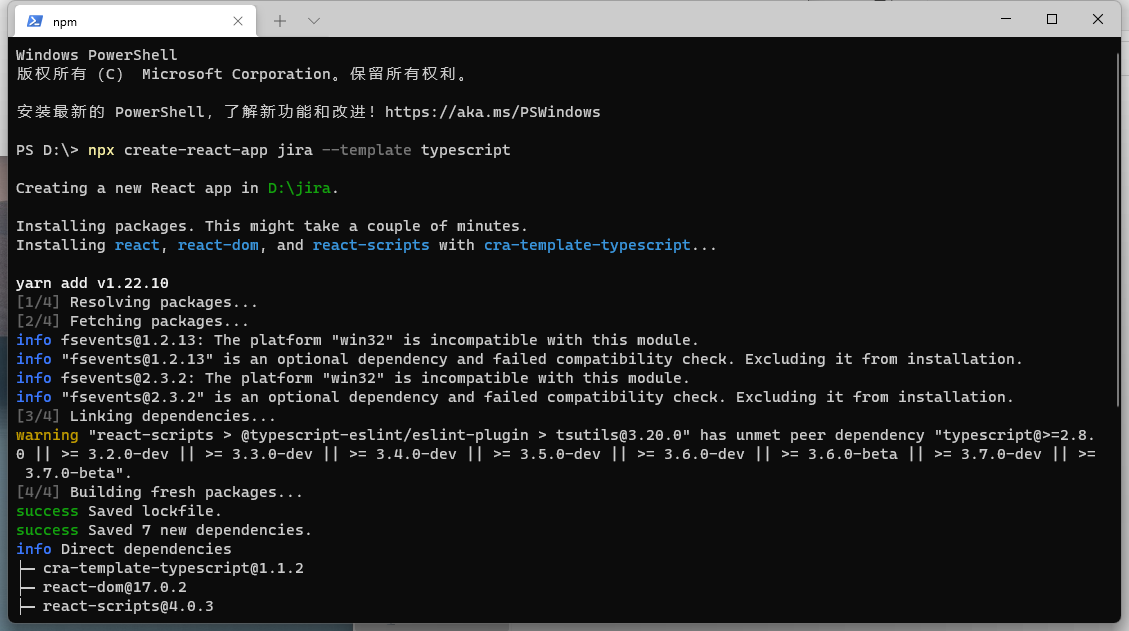 npm
Windows PowerShell
版权所有 (C)  Microsoft Corporation。保留所有权利。
安装最新的 PowerShell，了解新功能和改进！https://aka.ms/PSWindows
PS D:\> npx create-react-app jira --template typescript
Creating a new React app in D:\jira.
Installing packages. This might take a couple of minutes.
Installing react, react-dom, and react-scripts with cra-template-typescript...
yarn add v1.22.10
[1/4] Resolving packages...
[2/4] Fetching packages...
info fsevents@1.2.13: The platform "win32" is incompatible with this module.
info "fsevents@1.2.13" is an optional dependency and failed compatibility check. Excluding it from installation.
info fsevents@2.3.2: The platform "win32" is incompatible with this module.
info "fsevents@2.3.2" is an optional dependency and failed compatibility check. Excluding it from installation.
[3/4] Linking dependencies...
warning "react-scripts > @typescript-eslint/eslint-plugin > tsutils@3.20.0" has unmet peer dependency "typescript@>=2.8.
0 || >= 3.2.0-dev || >= 3.3.0-dev || >= 3.4.0-dev || >= 3.5.0-dev || >= 3.6.0-dev || >= 3.6.0-beta || >= 3.7.0-dev || >=
 3.7.0-beta".
[4/4] Building fresh packages...
success Saved lockfile.
success Saved 7 new dependencies.
info Direct dependencies
├─ cra-template-typescript@1.1.2
├─ react-dom@17.0.2
├─ react-scripts@4.0.3